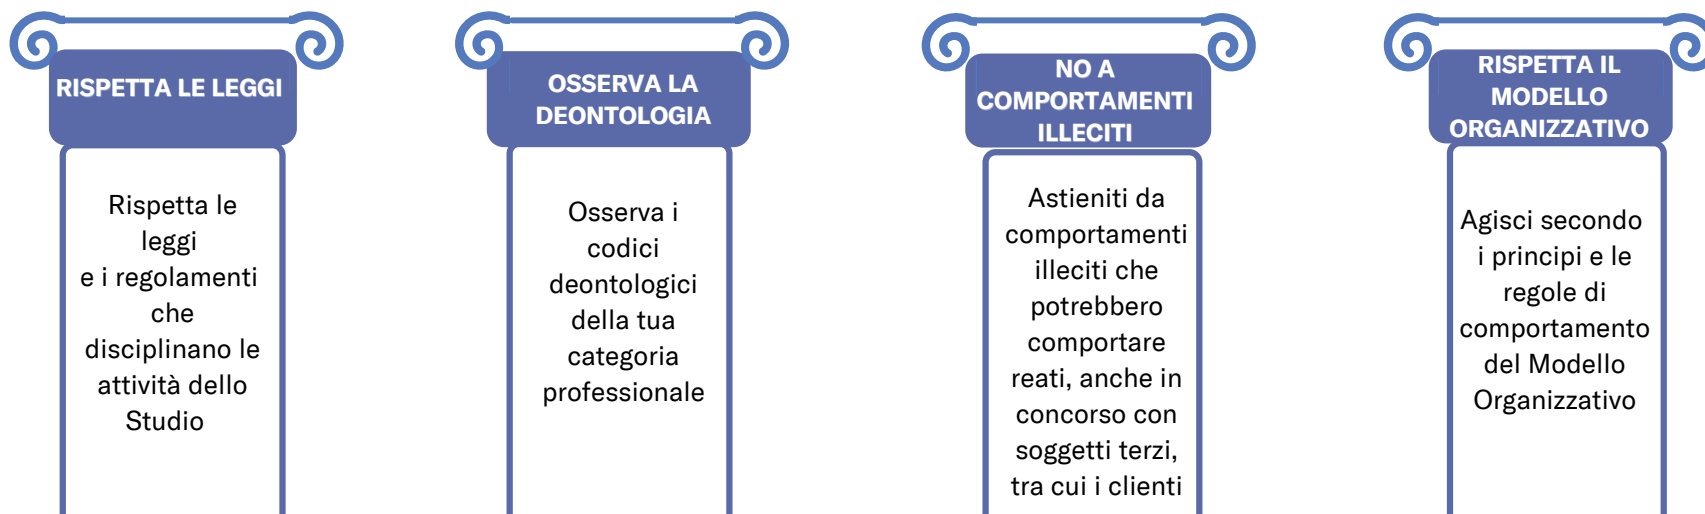 RISPETTA LE LEGGI
Rispetta le
leggi
e i regolamenti
che
disciplinano le
attività dello
Studio
OSSERVA LA
DEONTOLOGIA
Osserva i
codici
deontologici
della tua
categoria
professionale
NO A
COMPORTAMENTI
ILLECITI
Astieniti da
comportamenti
illeciti che
potrebbero
comportare
reati, anche in
concorso con
soggetti terzi,
tra cui i clienti
RISPETTA IL
MODELLO
ORGANIZZATIVO
Agisci secondo
i principi e le
regole di
comportamento
del Modello
Organizzativo